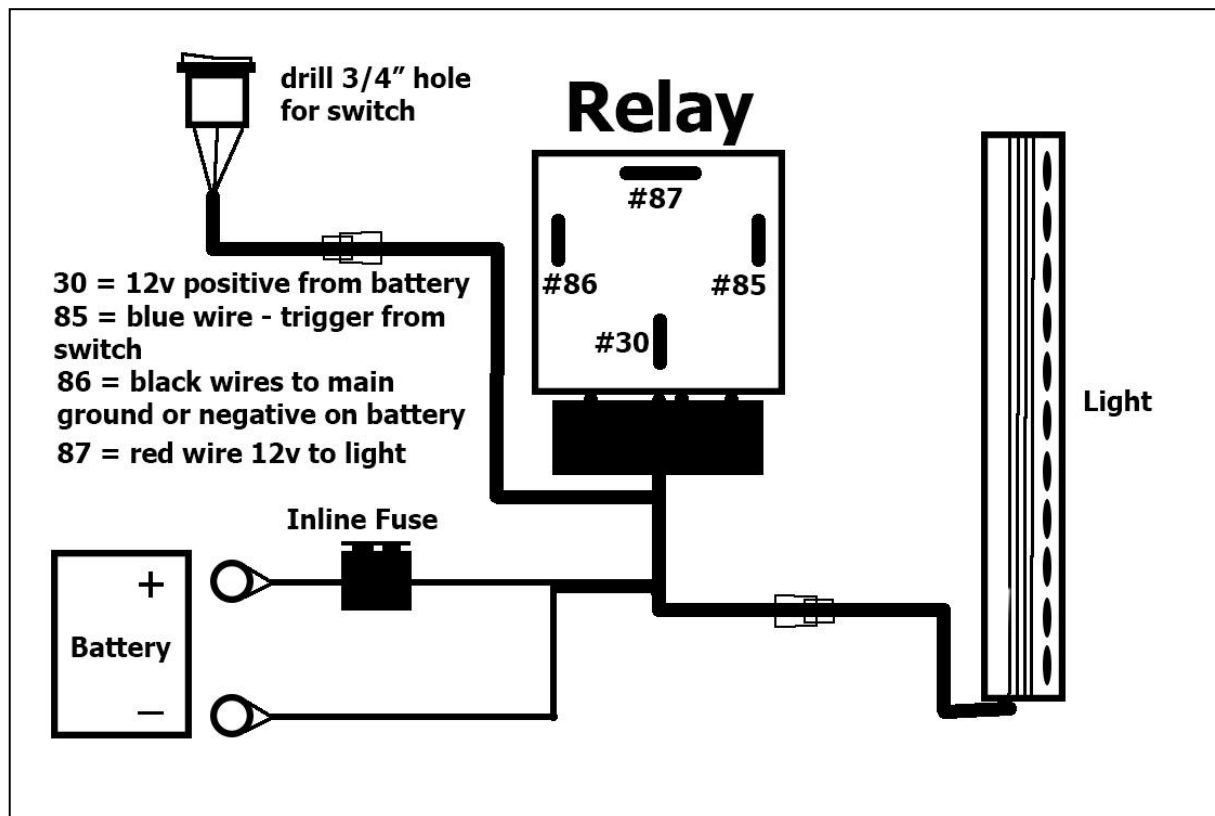 drill 3/4" hole
for switch
Relay
#87
#86
#85
#30
30 = 12v positive from battery
85 = blue wire - trigger from
switch
86 = black wires to main
ground or negative on battery
87 = red wire 12v to light
Light
Inline Fuse
+
Battery
–